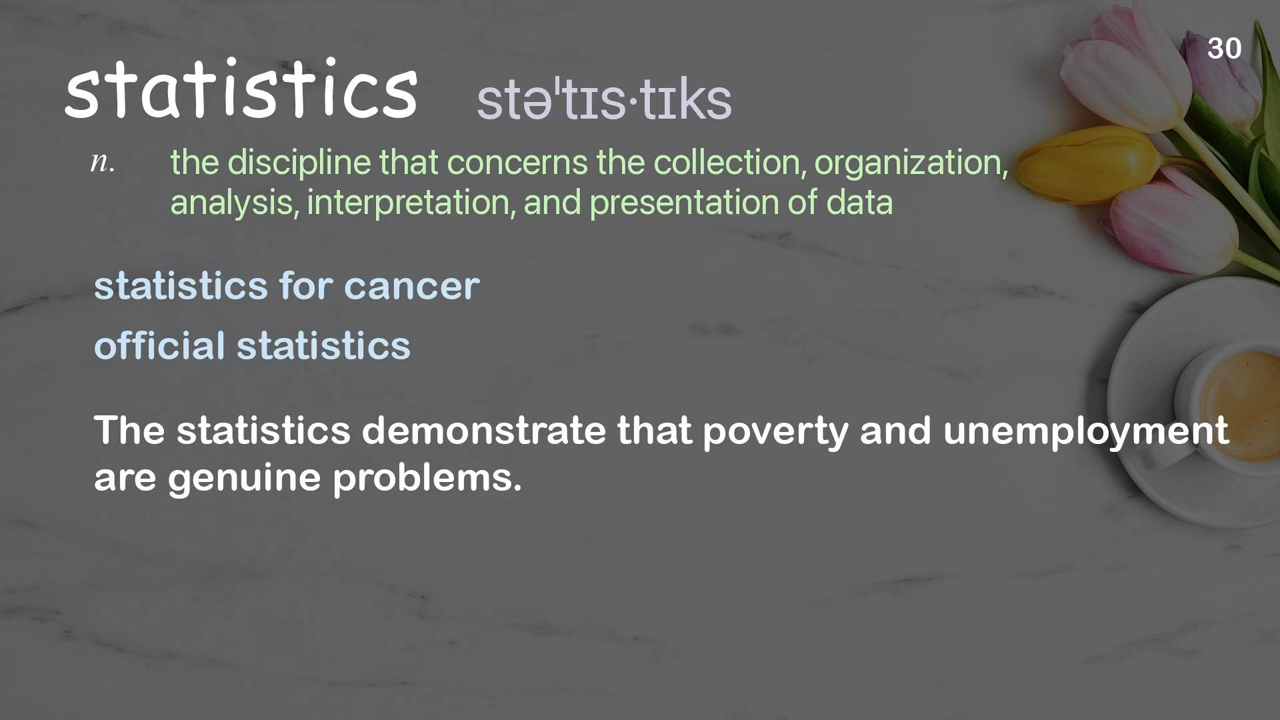 30
statistics stəˈtɪs·tɪks
n. the discipline that concerns the collection, organization,
analysis, interpretation, and presentation of data
statistics for cancer
official statistics
The statistics demonstrate that poverty and unemployment
are genuine problems.